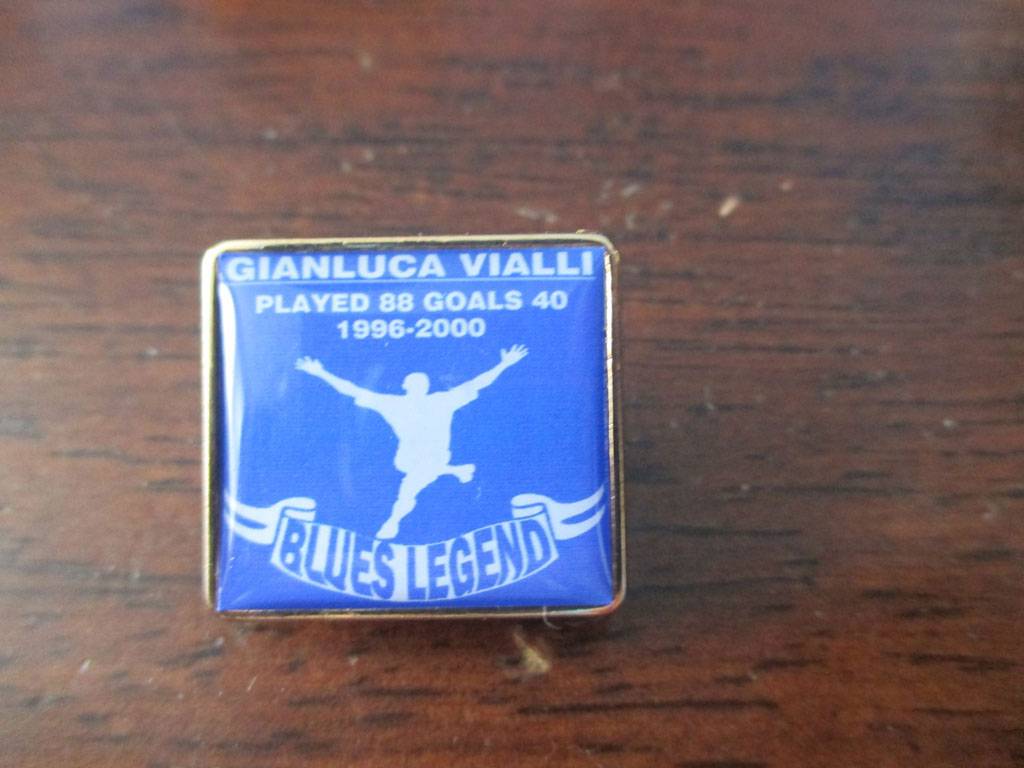 GIANLUCA VIALLI
PLAYED 88 GOALS 40
1996-2000
BLUES LEGEND